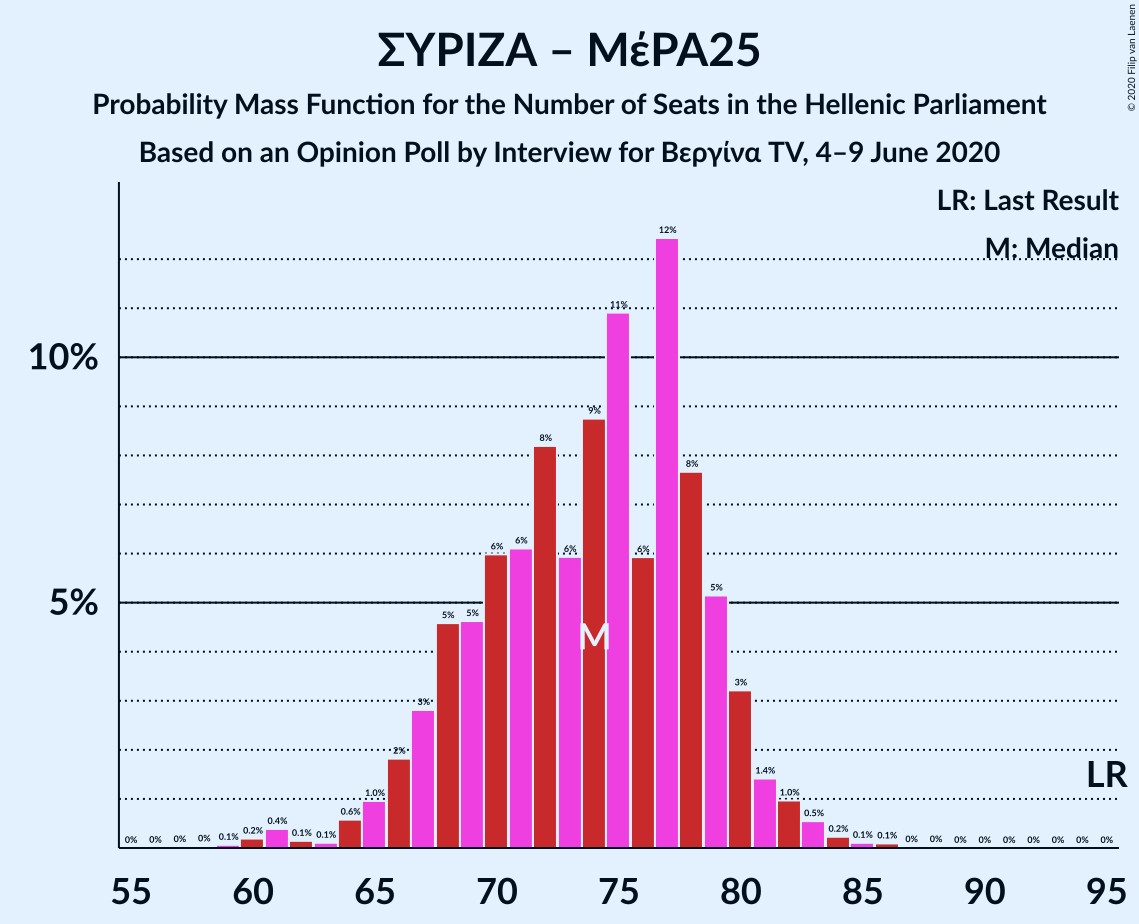 ΣΥΡΙΖΑ – ΜέΡΑ25
Probability Mass Function for the Number of Seats in the Hellenic Parliament
Based on an Opinion Poll by Interview for Βεργίνα TV, 4–9 June 2020
© 2020 Filip van Laenen
LR: Last Result
M: Median
10%
5%
0% 0% 0% 0% 0.1% 0.2% 0.4% 0.1% 0.1% 0.6% 1.0% 2% 3% 5% 5% 6% 6% 8% 6% 9% 11% 6% 12% 8% 5% 3% 1.4% 1.0% 0.5% 0.2% 0.1% 0.1% 0% 0% 0% 0% 0% 0% 0% 0% 0%
M
LR
55 60 65 70 75 80 85 90 95